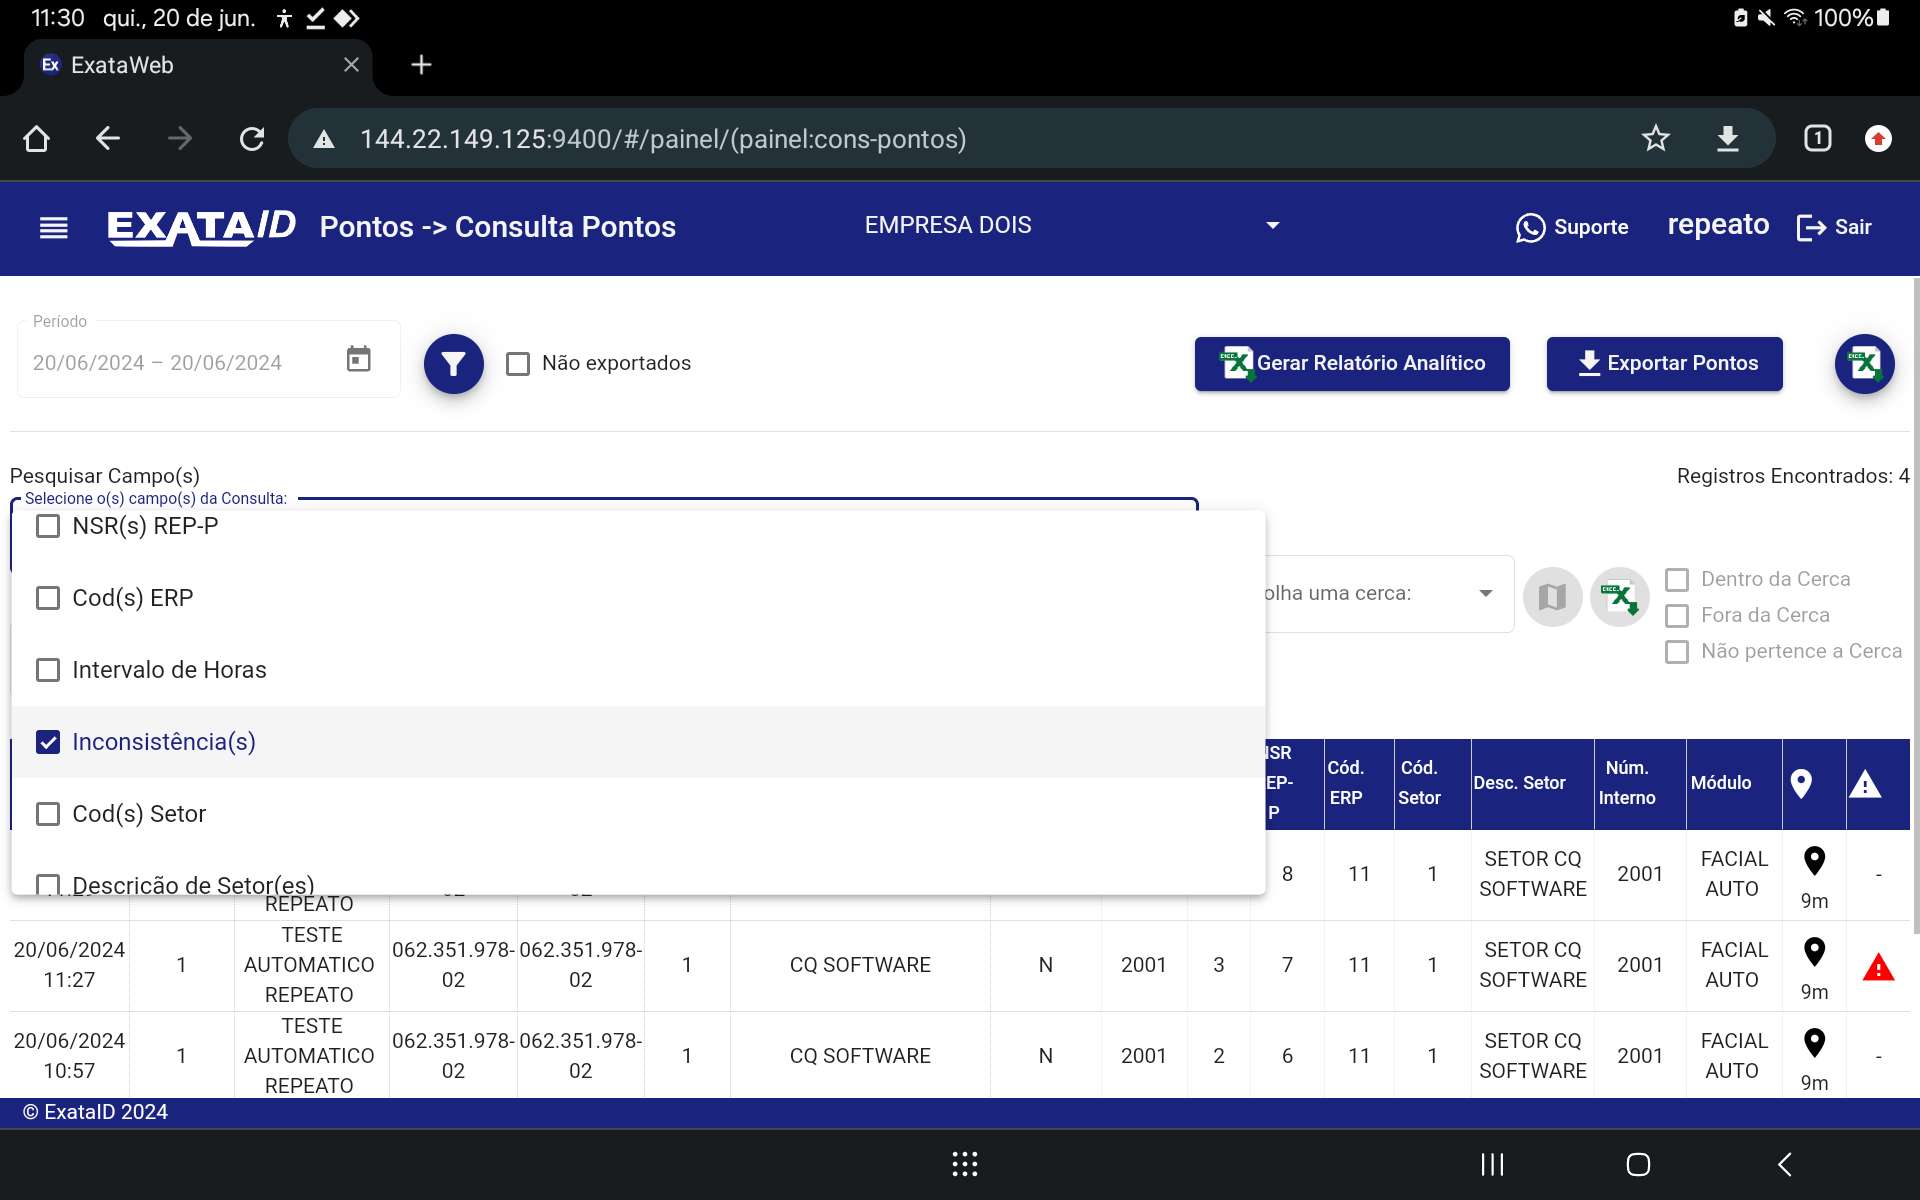 11:30 qui., 20 de jun. 100%
Ex ExataWeb
144.22.149.125:9400/#/painel/(painel:cons-pontos) 1
EXATAID Pontos -> Consulta Pontos EMPRESA DOIS Suporte repeato Sair
Período
20/06/2024 – 20/06/2024 Não exportados Gerar Relatório Analítico Exportar Pontos
Pesquisar Campo(s) Registros Encontrados: 4
Selecione o(s) campo(s) da Consulta:
NSR(s) REP-P
Cod(s) ERP
Intervalo de Horas
Inconsistência(s)
Cod(s) Setor
Descrição de Setor(es)
olha uma cerca:
Dentro da Cerca
Fora da Cerca
Não pertence a Cerca
NSR
EP-
P
Cód.
ERP
Cód.
Setor
Desc. Setor
Núm.
Interno
Módulo
REPEATO
8 11 1 SETOR CQ
SOFTWARE
2001 FACIAL
AUTO
9m
-
20/06/2024
11:27
1 TESTE
AUTOMATICO
REPEATO
062.351.978-
02
062.351.978-
02
1 CQ SOFTWARE N 2001 3 7 11 1 SETOR CQ
SOFTWARE
2001 FACIAL
AUTO
9m
20/06/2024
10:57
1 TESTE
AUTOMATICO
REPEATO
062.351.978-
02
062.351.978-
02
1 CQ SOFTWARE N 2001 2 6 11 1 SETOR CQ
SOFTWARE
2001 FACIAL
AUTO
9m
-
© ExataID 2024